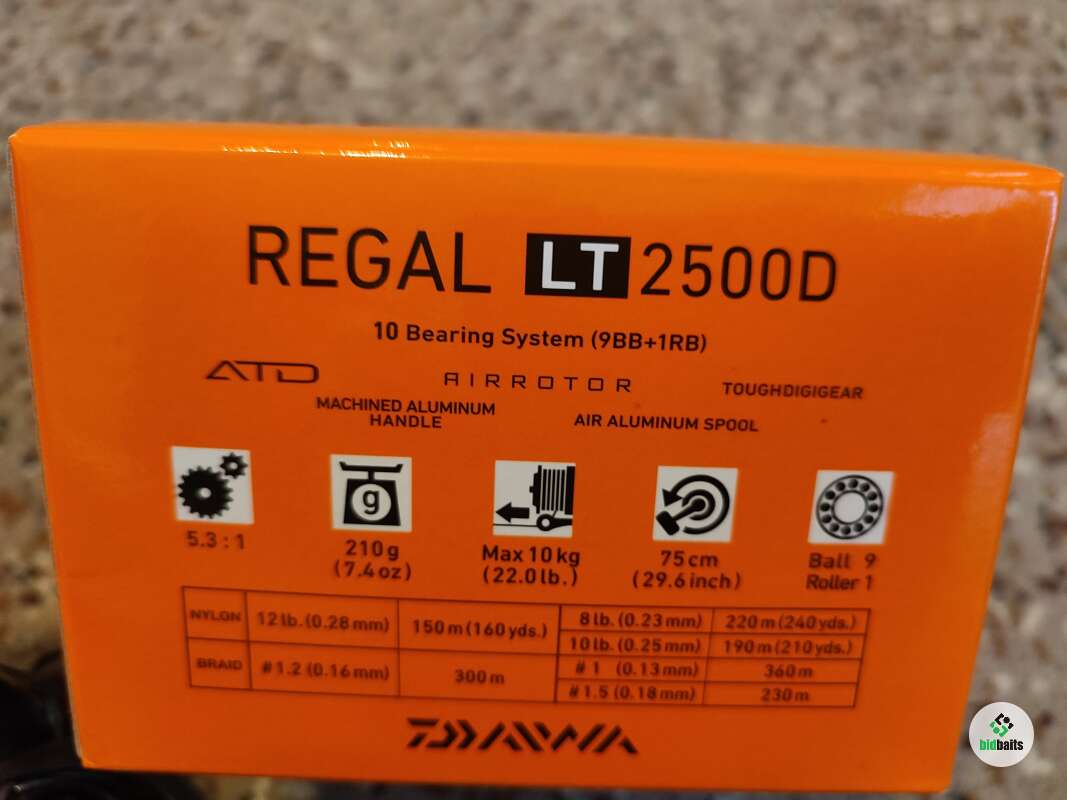 REGAL LT 2500D
10 Bearing System (9BB+1RB)
ATD AIRROTOR TOUGHDIGIGEAR
MACHINED ALUMINUM
HANDLE
AIR ALUMINUM SPOOL
g
5.3 : 1
210g
(7.4oz)
Max 10kg
(22.0lb.)
75cm
(29.6inch)
Ball 9
Roller 1
NYLON 12lb.(0.28mm) 150m(160yds.) 8lb.(0.23mm) 220m(240yds.)
10lb.(0.25mm) 190m(210yds.)
BRAID #1.2(0.16mm) 300m #1 (0.13mm) 360m
#1.5(0.18mm) 230m
DAIWA
bidbaits